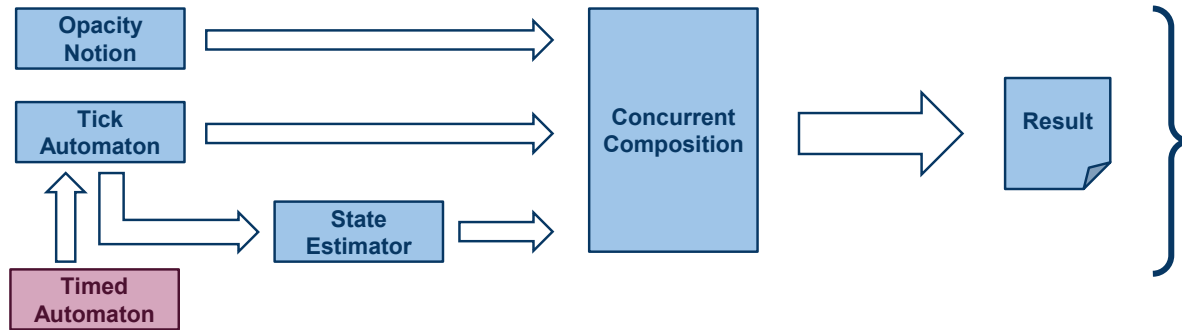 Opacity
Notion
Tick
Automaton
Timed
Automaton
State
Estimator
Concurrent
Composition
Result